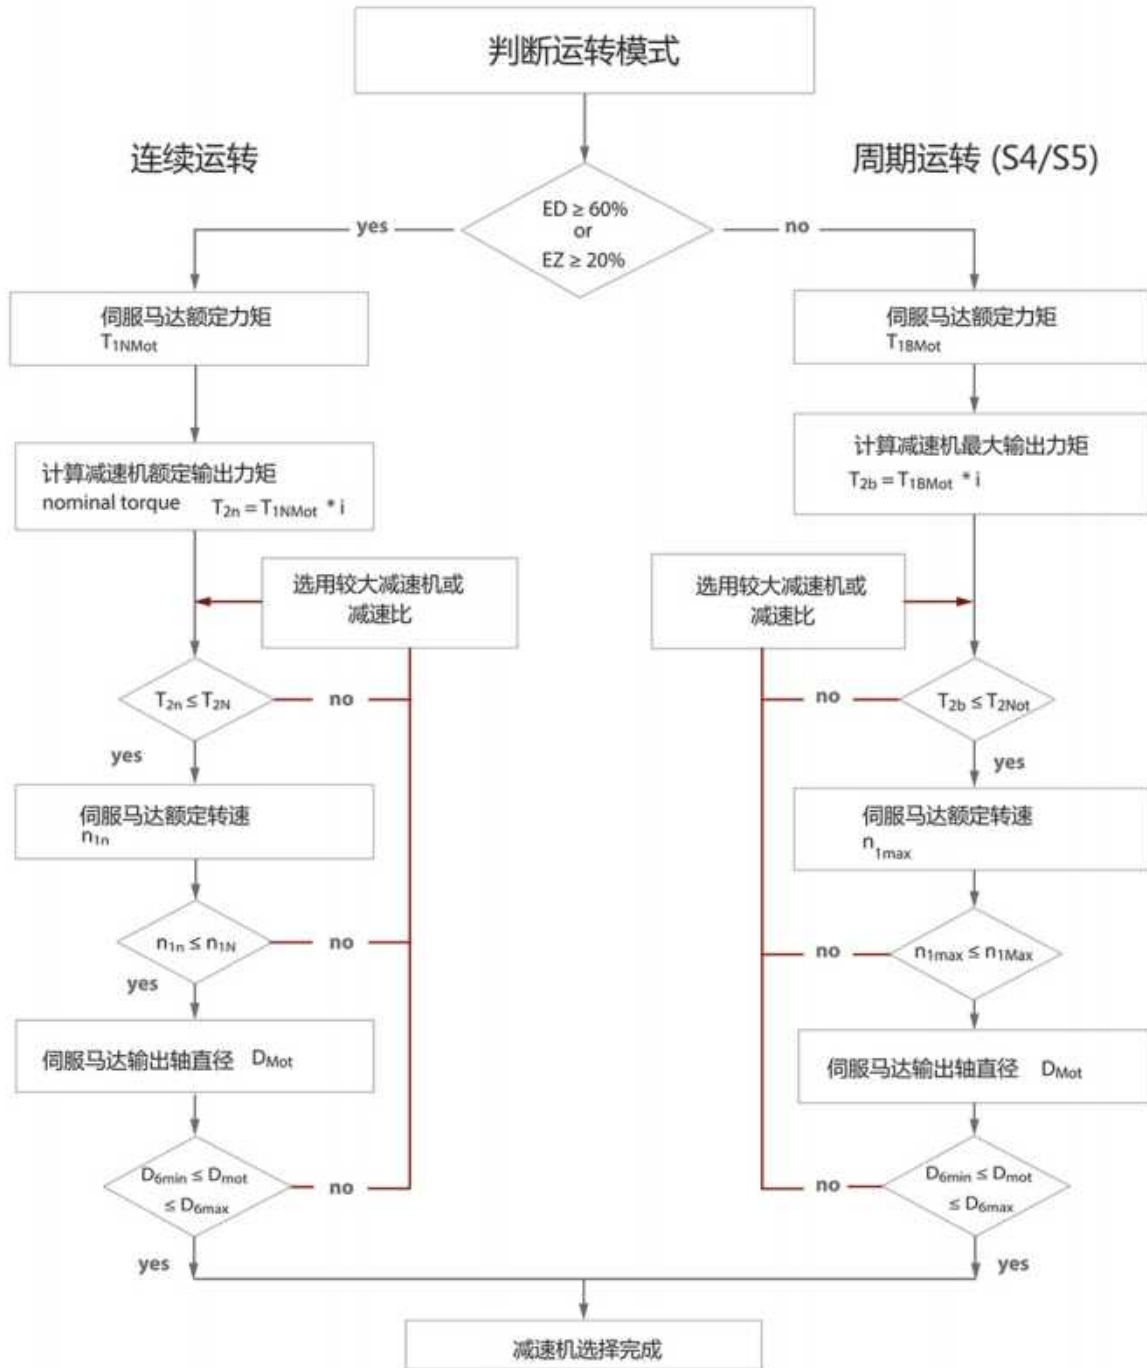 判断运转模式
连续运转
周期运转 (S4/S5)
ED ≥ 60%
or
EZ ≥ 20%
yes
no
伺服马达额定力矩
T1NMot
计算减速机额定输出力矩
nominal torque T2n = T1NMot * i
选用较大减速机或
减速比
T2n ≤ T2N
no
yes
伺服马达额定转速
n1n
n1n ≤ n1N
no
yes
伺服马达输出轴直径 DMot
D6min ≤ Dmot
≤ D6max
no
yes
伺服马达额定力矩
T1BMot
计算减速机最大输出力矩
T2b = T1BMot * i
选用较大减速机或
减速比
T2b ≤ T2Not
no
yes
伺服马达额定转速
n1max
n1max ≤ n1Max
no
伺服马达输出轴直径 DMot
D6min ≤ Dmot
≤ D6max
no
yes
减速机选择完成